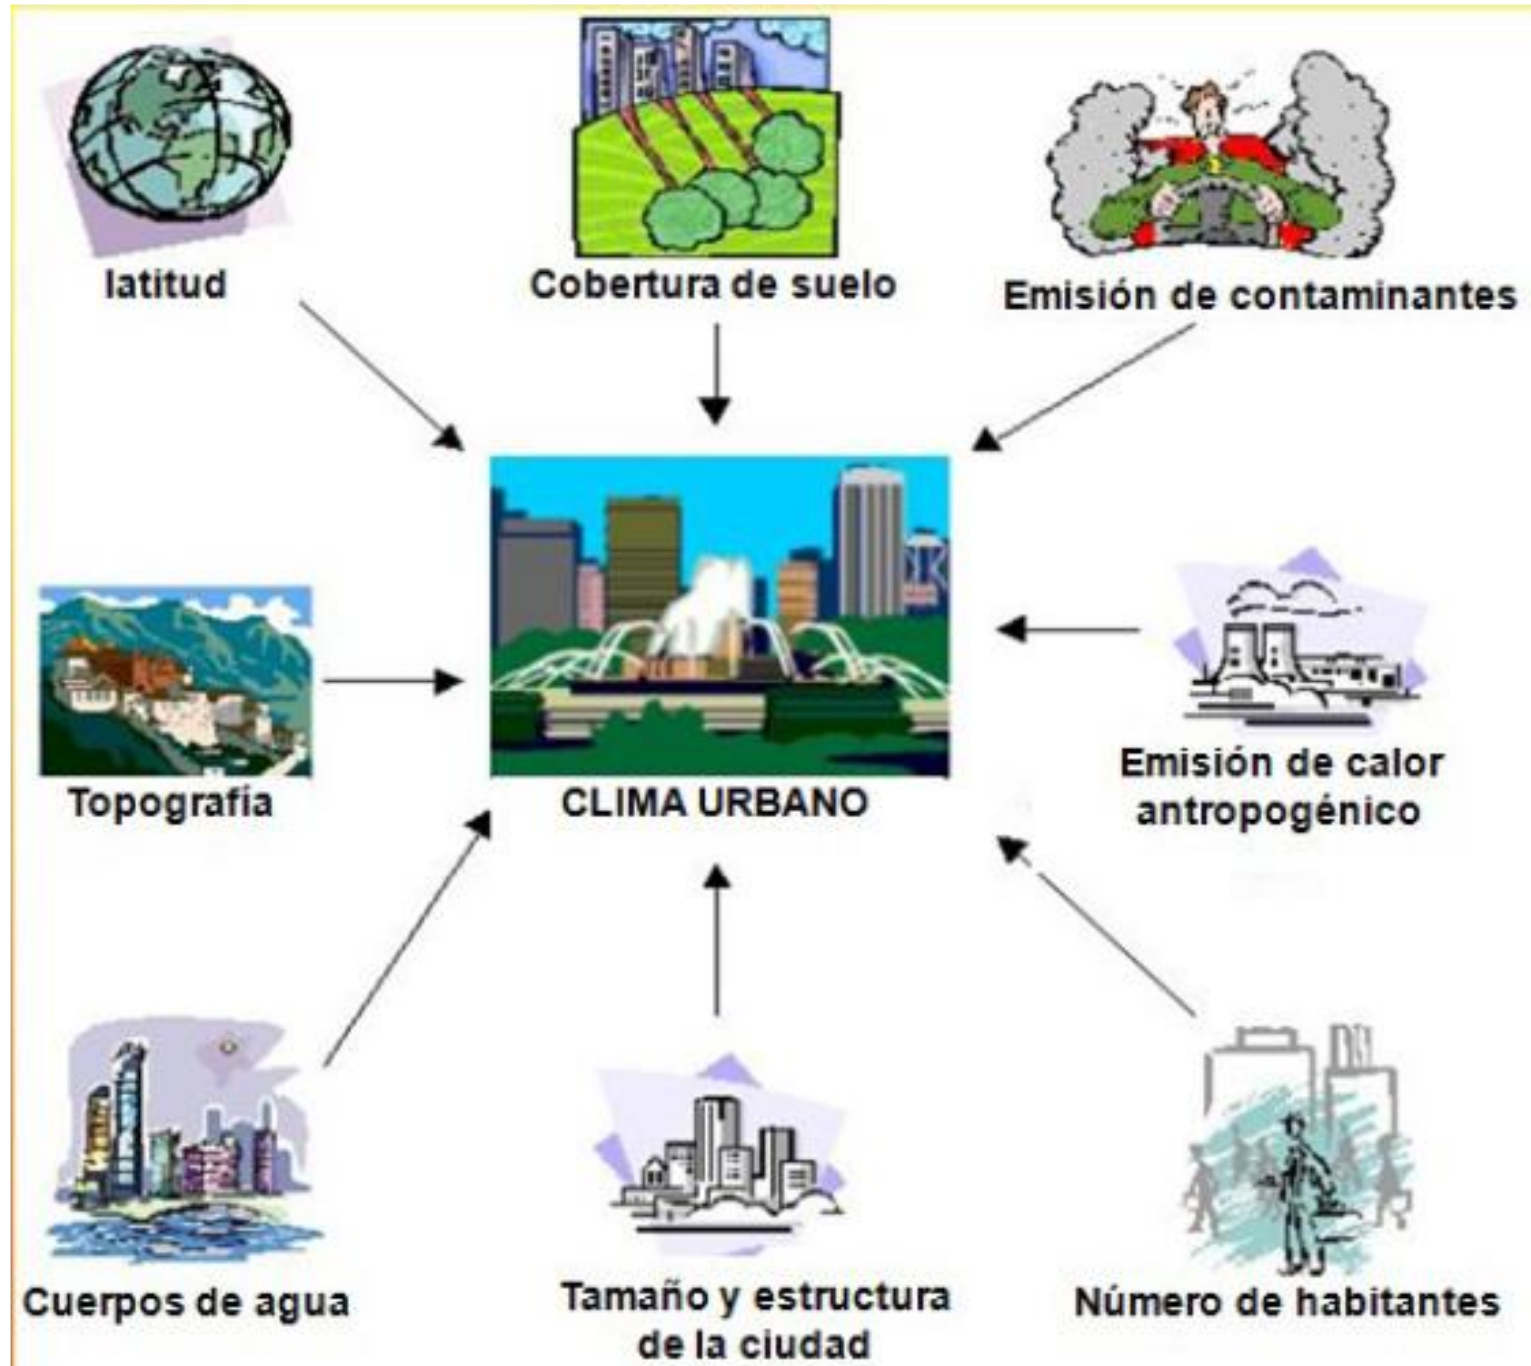 latitud
Cobertura de suelo
Emisión de contaminantes
Topografía
CLIMA URBANO
Emisión de calor
antropogénico
Cuerpos de agua
Tamaño y estructura
de la ciudad
Número de habitantes